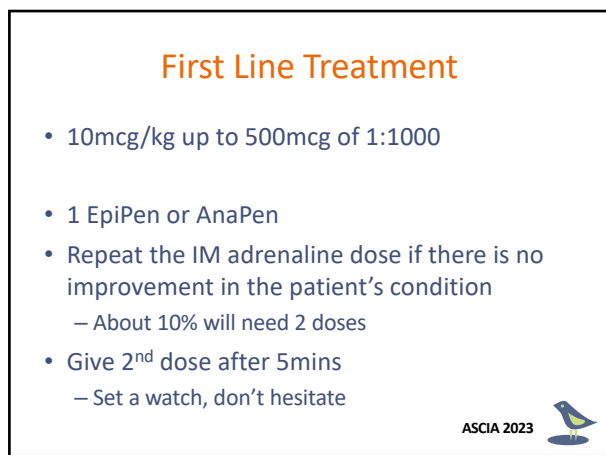 First Line Treatment
• 10mcg/kg up to 500mcg of 1:1000
• 1 EpiPen or AnaPen
• Repeat the IM adrenaline dose if there is no
improvement in the patient's condition
– About 10% will need 2 doses
• Give 2nd dose after 5mins
– Set a watch, don't hesitate
ASCIA 2023